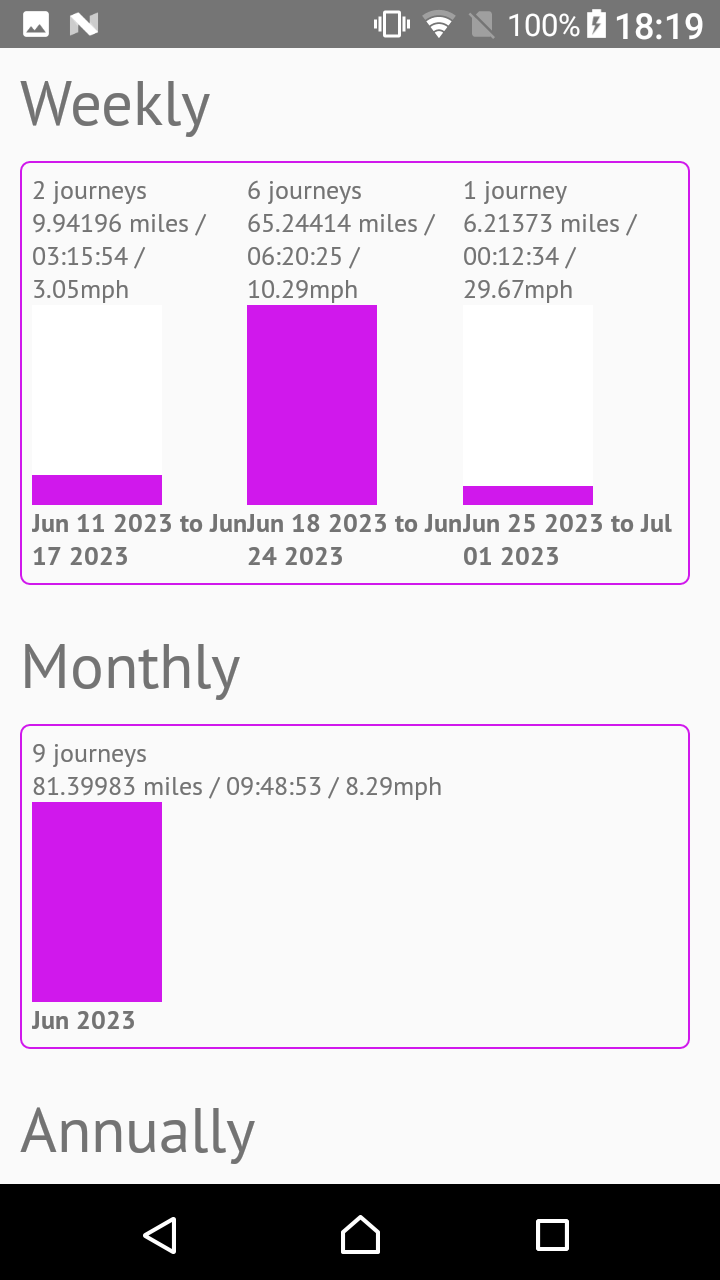 100% 18:19
Weekly
2 journeys
9.94196 miles /
03:15:54 /
3.05mph
Jun 11 2023 to Jun
17 2023
6 journeys
65.24414 miles /
06:20:25 /
10.29mph
Jun 18 2023 to Jun
24 2023
1 journey
6.21373 miles /
00:12:34 /
29.67mph
Jun 25 2023 to Jul
01 2023
Monthly
9 journeys
81.39983 miles / 09:48:53 / 8.29mph
Jun 2023
Annually